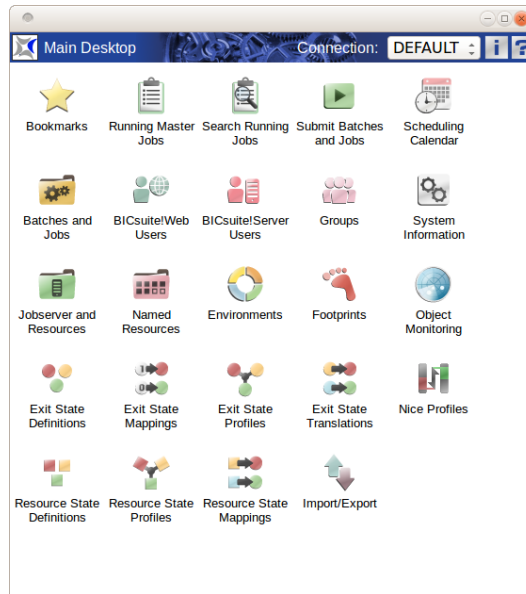 Main Desktop Connection: DEFAULT i ?
Bookmarks
Running Master
Jobs
Search Running
Jobs
Submit Batches
and Jobs
Scheduling
Calendar
Batches and
Jobs
BICsuite!Web
Users
BICsuite!Server
Users
Groups
System
Information
Jobserver and
Resources
Named
Resources
Environments
Footprints
Object
Monitoring
Exit State
Definitions
Exit State
Mappings
Exit State
Profiles
Exit State
Translations
Nice Profiles
Resource State
Definitions
Resource State
Profiles
Resource State
Mappings
Import/Export